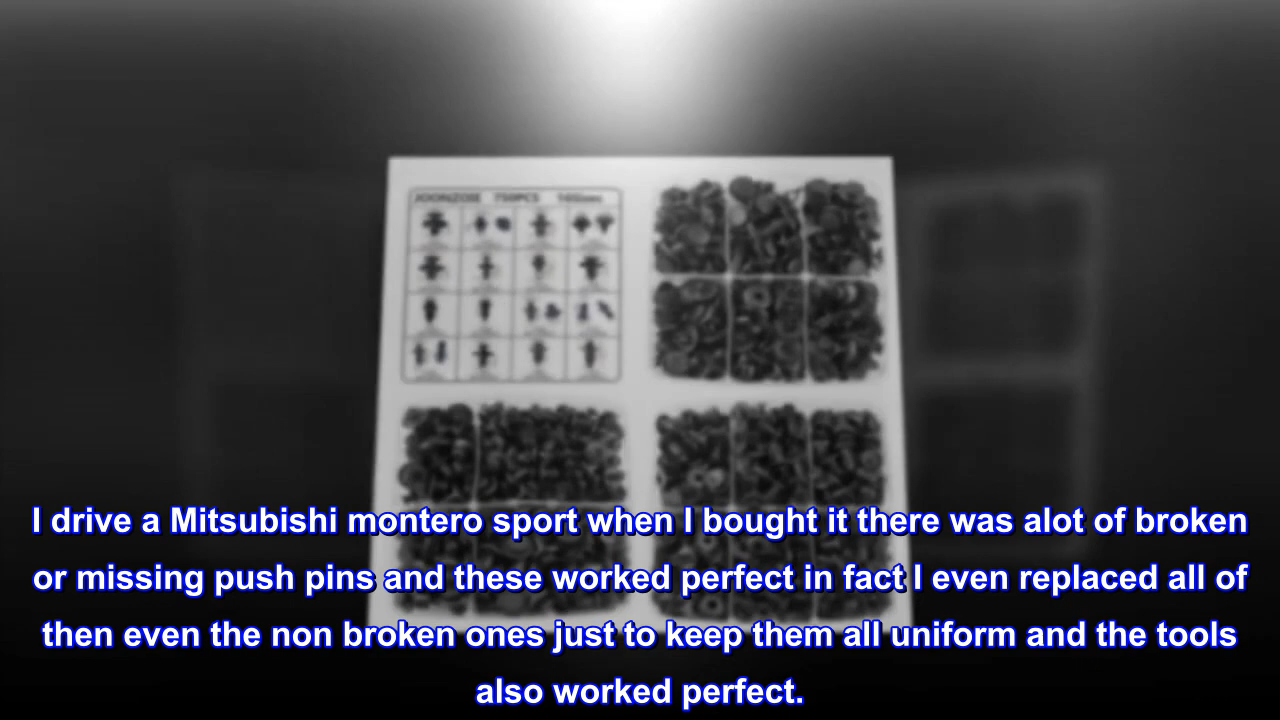 JOONZOIE 750PCS
I drive a Mitsubishi montero sport when I bought it there was alot of broken
or missing push pins and these worked perfect in fact I even replaced all of
then even the non broken ones just to keep them all uniform and the tools
also worked perfect.